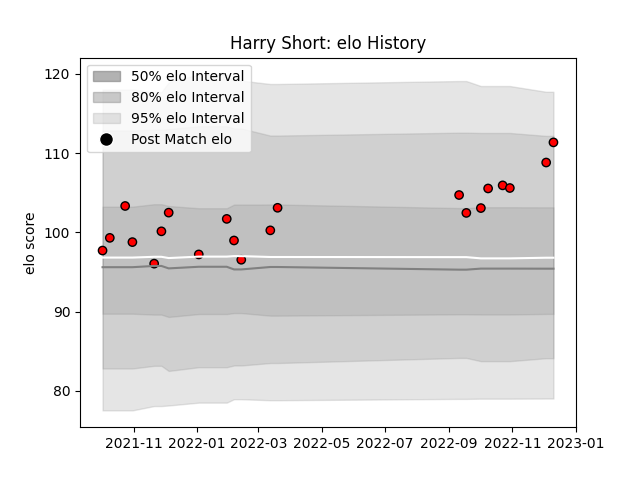 Harry Short: elo History
50% elo Interval
80% elo Interval
95% elo Interval
Post Match elo
elo score
120
110
100
90
80
2021-11 2022-01 2022-03 2022-05 2022-07 2022-09 2022-11 2023-01